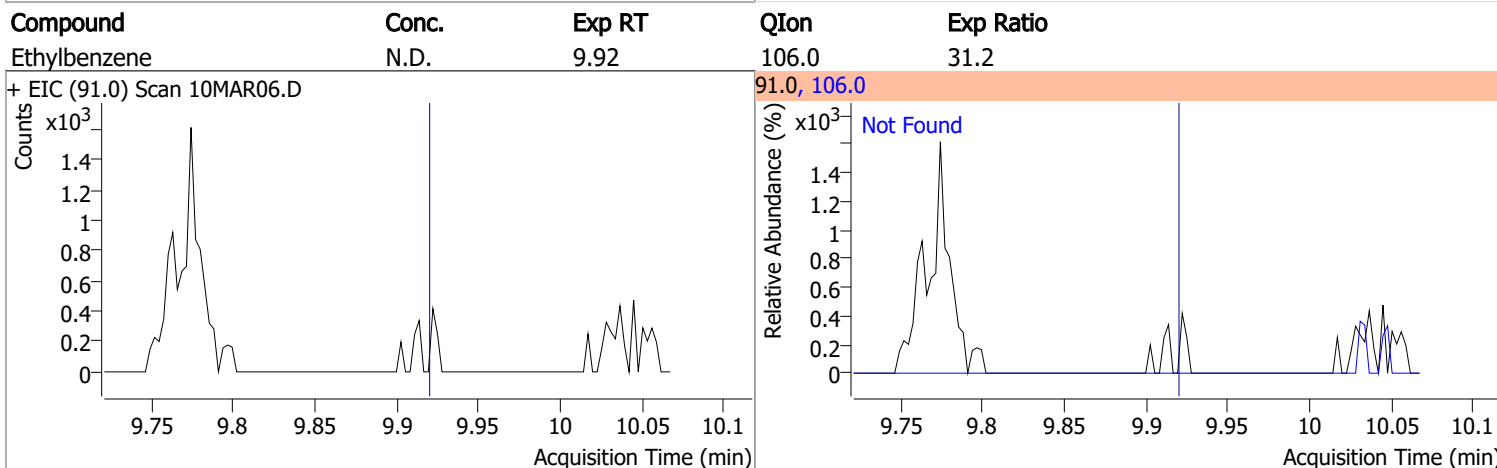 Compound Conc. Exp RT QIon Exp Ratio
Ethylbenzene N.D. 9.92 106.0 31.2
+ EIC (91.0) Scan 10MAR06.D
Counts
x10³
1.4
1.2
1
0.8
0.6
0.4
0.2
0
9.75 9.8 9.85 9.9 9.95 10 10.05 10.1
Acquisition Time (min)
91.0, 106.0
Relative Abundance (%)
x10³
Not Found
1.4
1.2
1
0.8
0.6
0.4
0.2
0
9.75 9.8 9.85 9.9 9.95 10 10.05 10.1
Acquisition Time (min)